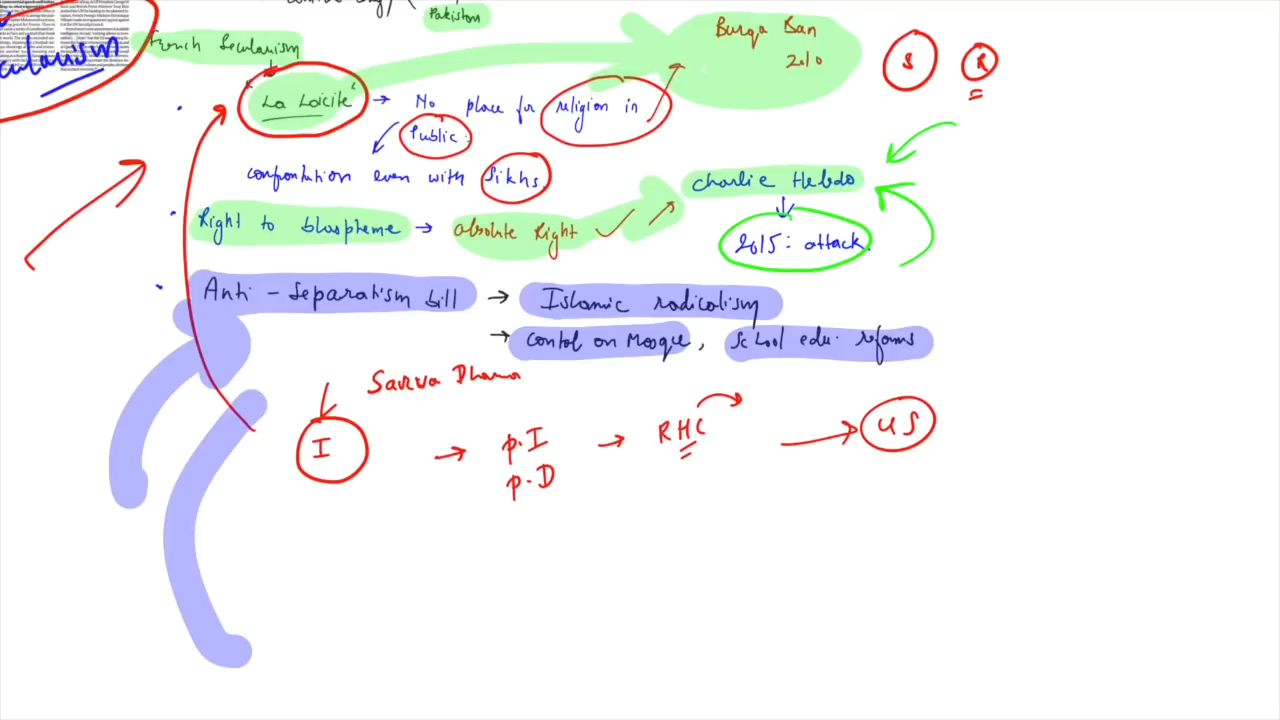 Pakistan
French Secularism
cularism
Burqa Ban
2010
S R
La Laicite' → No place for religion in
Public.
confrontation even with Sikhs.
Charlie Hebdo
Right to blaspheme → absolute Right ✓
2015: attack.
Anti - Separatism bill → Islamic radicalism
→ Contol on Mosque, School edu. reforms
Sarva Dharma
I → P.I → RHC → US
P.D